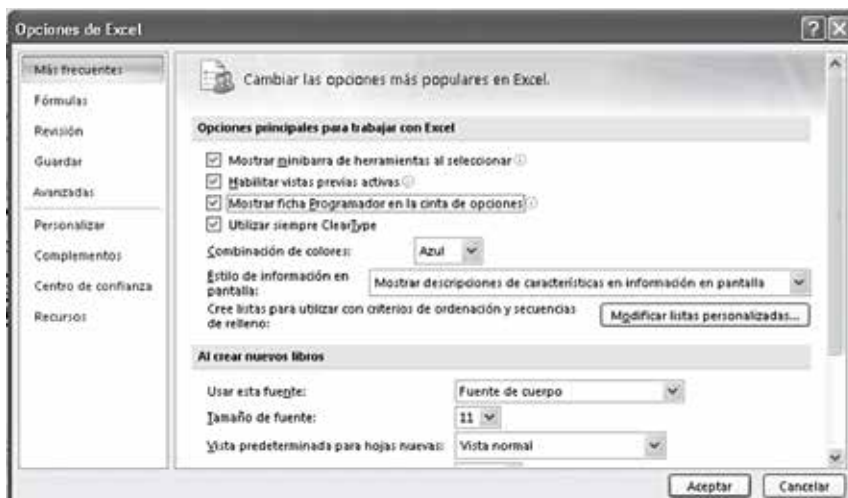 Opciones de Excel
Más frecuentes
Fórmulas
Revisión
Guardar
Avanzadas
Personalizar
Complementos
Centro de confianza
Recursos
Cambiar las opciones más populares en Excel.
Opciones principales para trabajar con Excel
Mostrar minibarra de herramientas al seleccionar
Habilitar vistas previas activas
Mostrar ficha Programador en la cinta de opciones
Utilizar siempre ClearType
Combinación de colores: Azul
Estilo de información en
pantalla: Mostrar descripciones de características en información en pantalla
Cree listas para utilizar con criterios de ordenación y secuencias
de relleno: Modificar listas personalizadas...
Al crear nuevos libros
Usar esta fuente: Fuente de cuerpo
Tamaño de fuente: 11
Vista predeterminada para hojas nuevas: Vista normal
Aceptar Cancelar